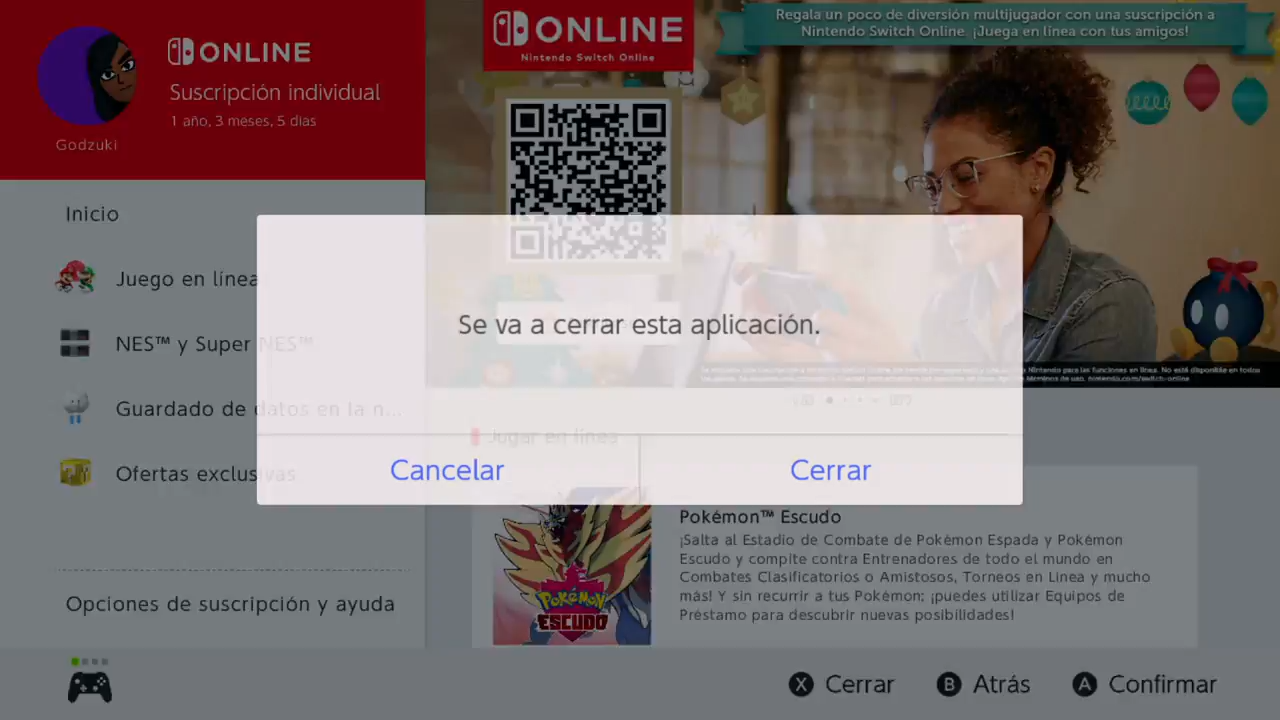 ONLINE
Suscripción individual
1 año, 3 meses, 5 días
Godzuki
ONLINE
Nintendo Switch Online
Regala un poco de diversión multijugador con una suscripción a
Nintendo Switch Online. ¡Juega en línea con tus amigos!
Inicio
Juego en línea
NES™ y Super NES™
Guardado de datos en la n...
Ofertas exclusivas
Opciones de suscripción y ayuda
Se va a cerrar esta aplicación.
Cancelar
Cerrar
Jugar en línea
Pokémon™ Escudo
¡Salta al Estadio de Combate de Pokémon Espada y Pokémon
Escudo y compite contra Entrenadores de todo el mundo en
Combates Clasificatorios o Amistosos, Torneos en Línea y mucho
más! Y sin recurrir a tus Pokémon; ¡puedes utilizar Equipos de
Préstamo para descubrir nuevas posibilidades!
POKÉMON
ESCUDO
X Cerrar
B Atrás
A Confirmar